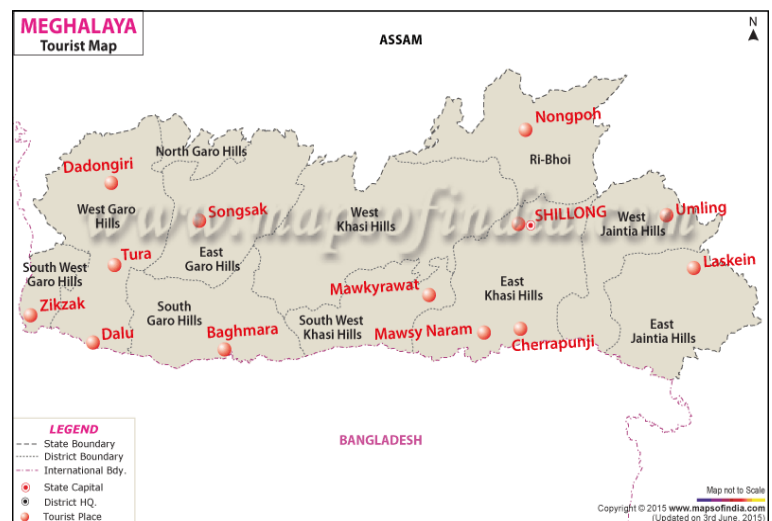 MEGHALAYA
Tourist Map
ASSAM
N
Nongpoh
North Garo Hills
Ri-Bhoi
Dadongiri
West Garo
Hills
Songsak
West
Khasi Hills
SHILLONG
West
Jaintia Hills
Umling
www.mapsofindia.com
Tura
East
Garo Hills
South West
Garo Hills
Laskein
Mawkyrawat
East
Khasi Hills
Zikzak
South
Garo Hills
South West
Khasi Hills
Dalu
Baghmara
Mawsy Naram
Cherrapunji
East
Jaintia Hills
BANGLADESH
LEGEND
State Boundary
District Boundary
International Bdy.
State Capital
District HQ.
Tourist Place
Map not to Scale
Copyright © 2015 www.mapsofindia.com
(Updated on 3rd June, 2015)